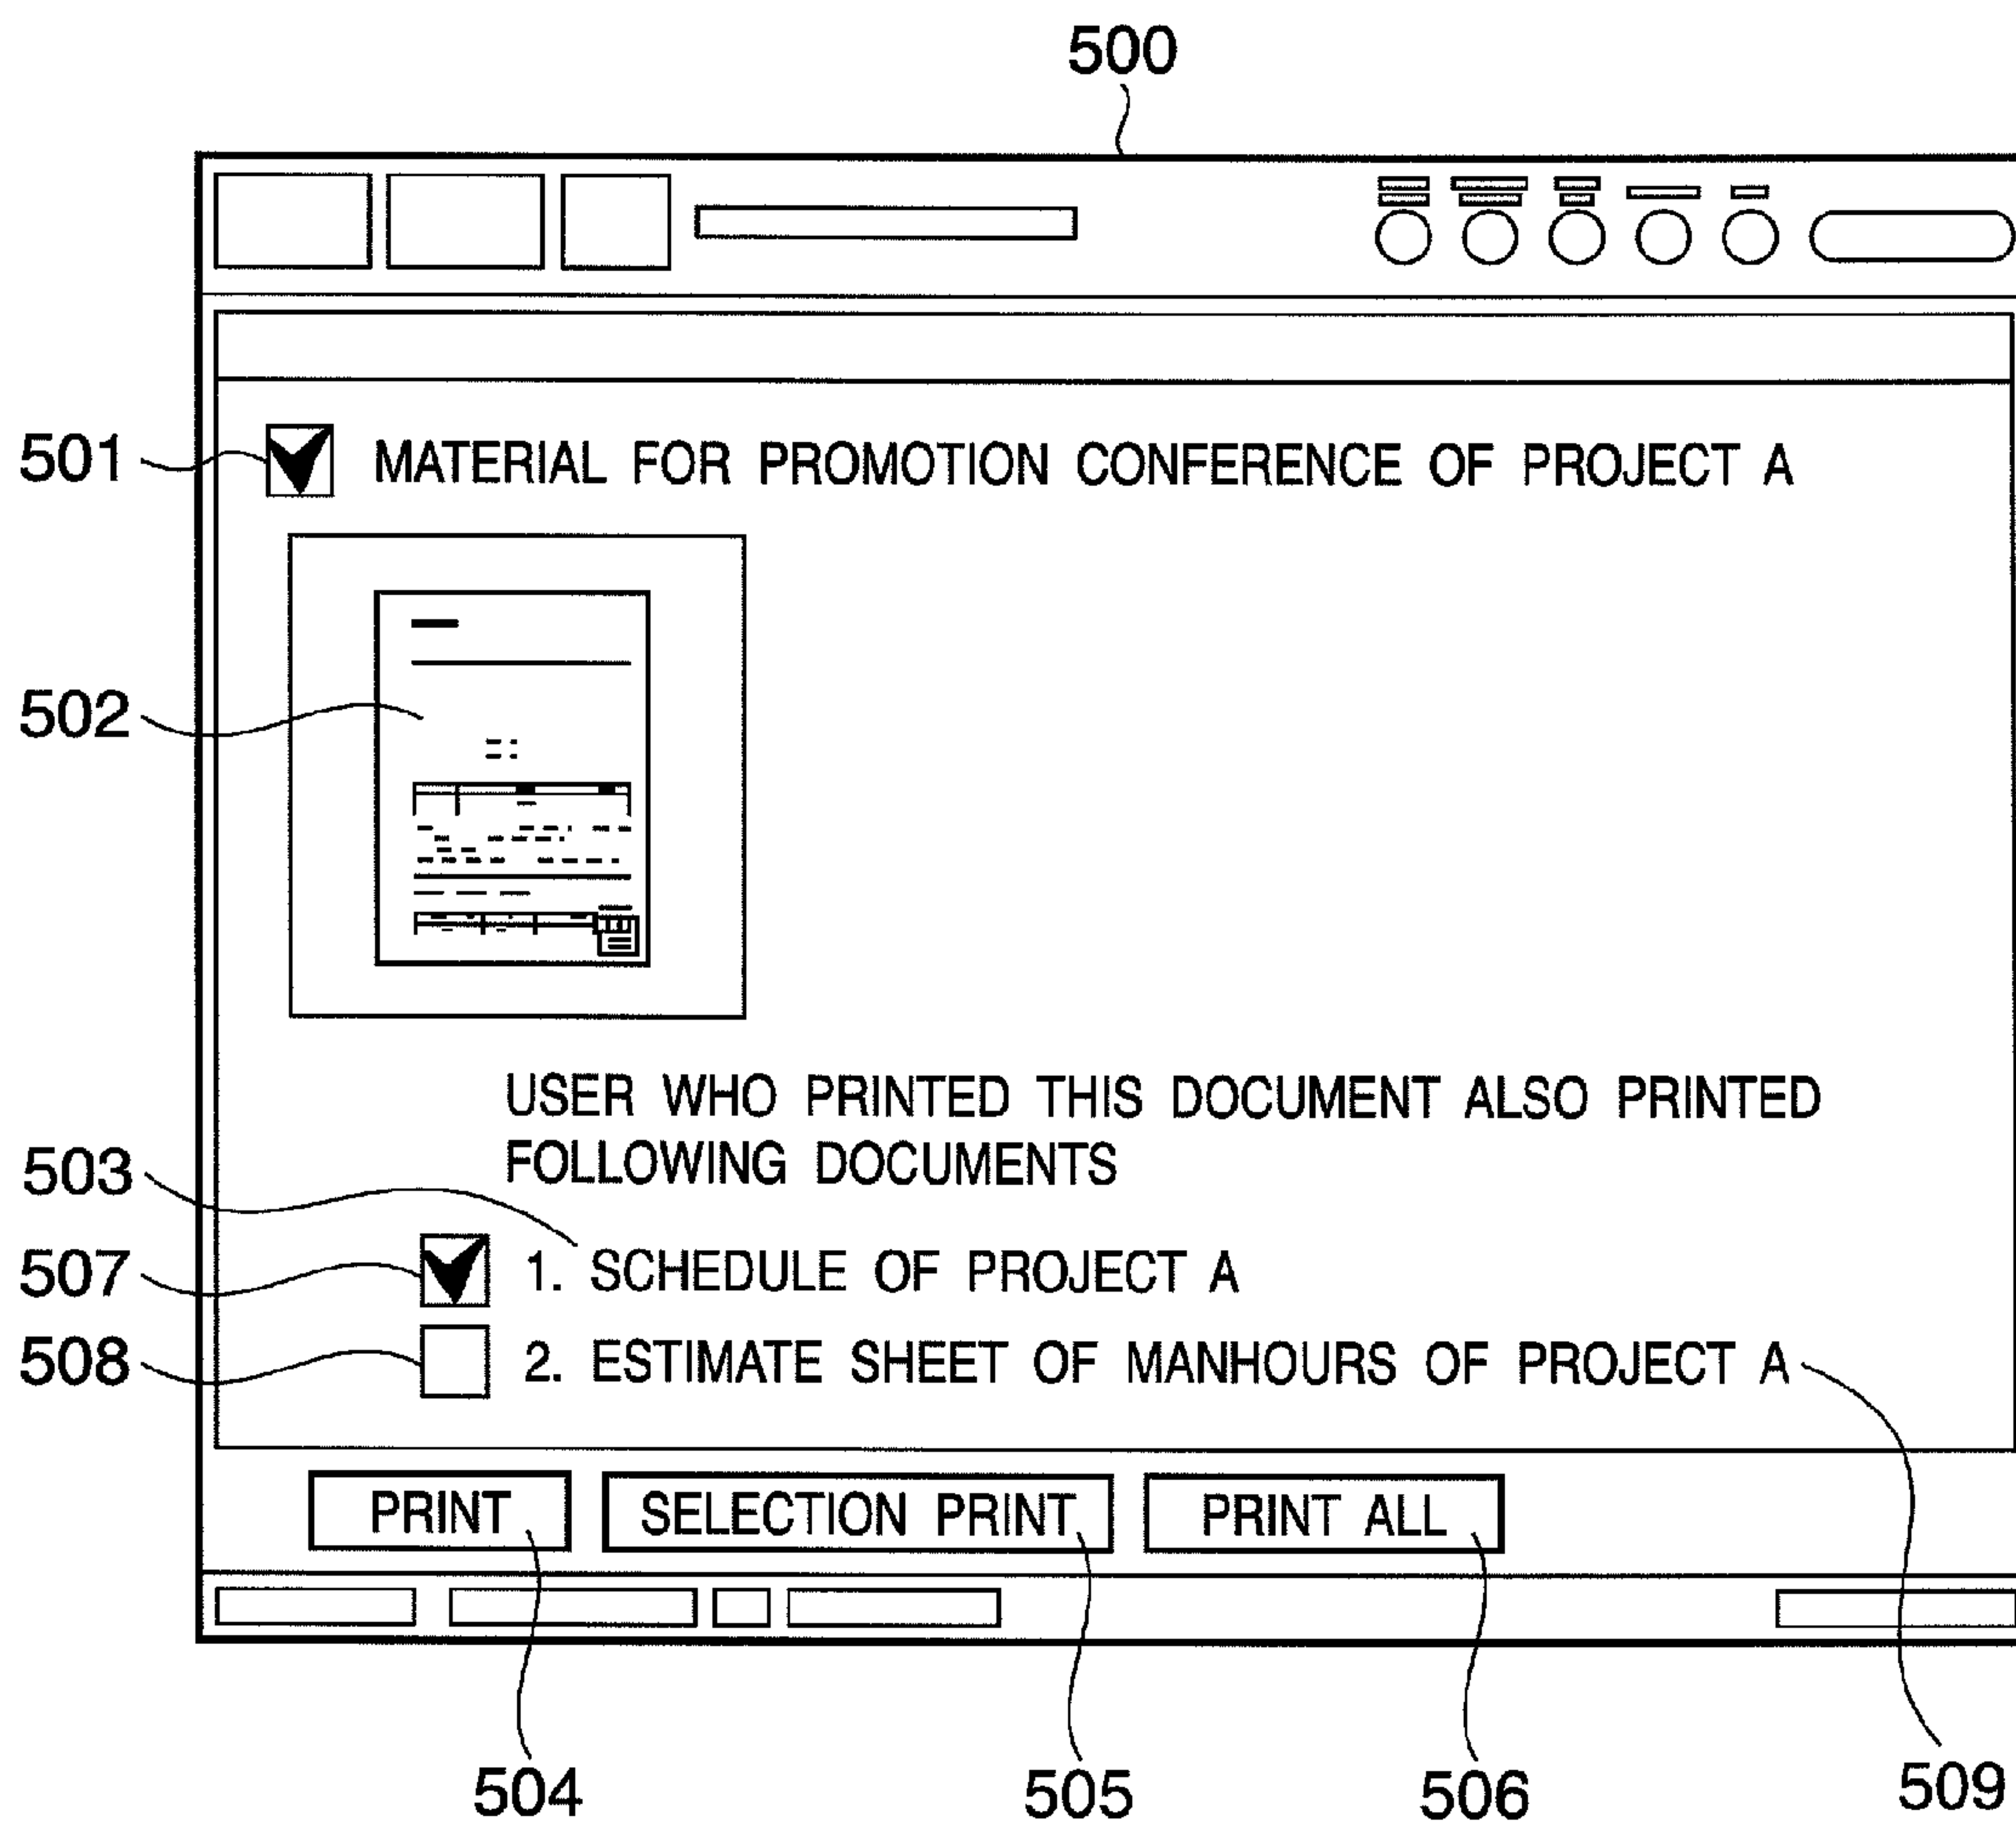 500
501 MATERIAL FOR PROMOTION CONFERENCE OF PROJECT A
502
USER WHO PRINTED THIS DOCUMENT ALSO PRINTED
FOLLOWING DOCUMENTS
503
507 1. SCHEDULE OF PROJECT A
508 2. ESTIMATE SHEET OF MANHOURS OF PROJECT A
PRINT SELECTION PRINT PRINT ALL
504 505 506 509